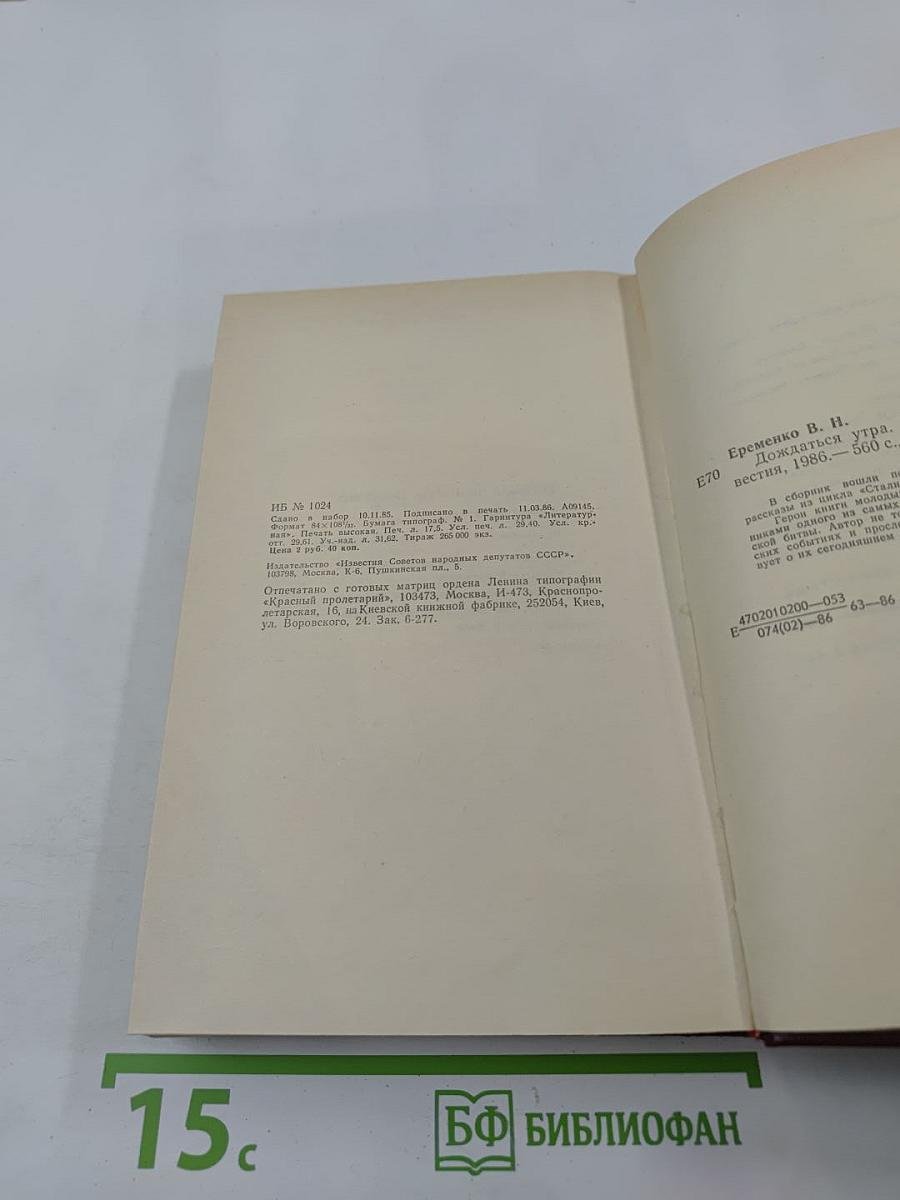 ИБ № 1024
Сдано в набор 10.11.85. Подписано в печать 11.03.86. А09145.
Формат 84×108¹/₃₂. Бумага типограф. № 1. Гарнитура «Литератур-
ная». Печать высокая. Печ. л. 17,5. Усл. печ. л. 29,40. Усл. кр.-
отт. 29,61. Уч.-изд. л. 31,62. Тираж 265 000 экз.
Цена 2 руб. 40 коп.
Издательство «Известия Советов народных депутатов СССР».
103798, Москва, К-6, Пушкинская пл., 5.
Отпечатано с готовых матриц ордена Ленина типографии
«Красный пролетарий», 103473, Москва, И-473, Краснопро-
летарская, 16, на Киевской книжной фабрике, 252054, Киев,
ул. Воровского, 24. Зак. 6-277.
Еременко В. Н.
Е70 Дождаться утра.
вестия, 1986.— 560 с.,
В сборник вошли по
рассказы из цикла «Стали
Герои книги молоды
никами одного из самых
ской битвы. Автор не то
ских событиях и просле
вует о их сегодняшнем
Е 4702010200—053 63—86
074(02)—86
15 с
БФ БИБЛИОФАН